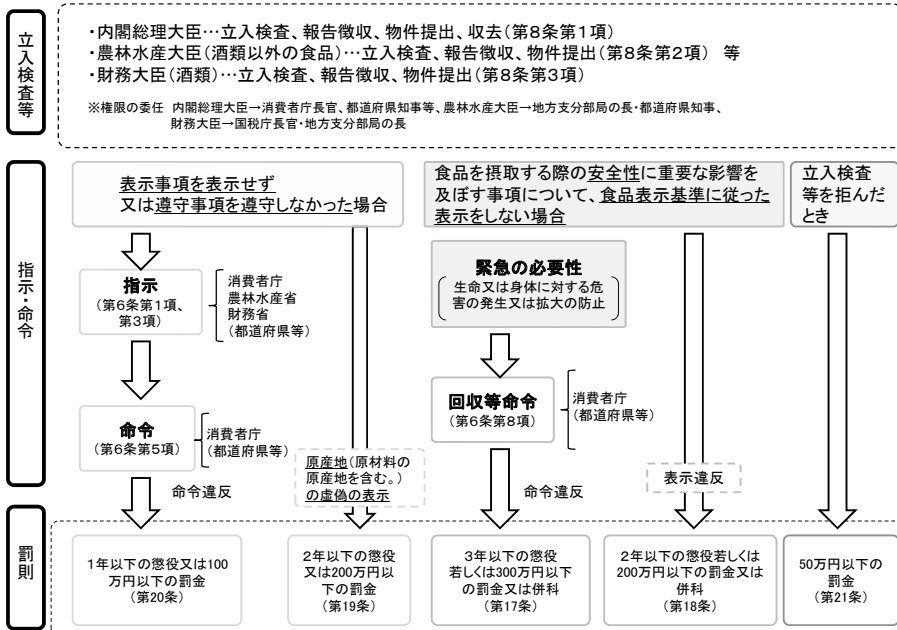 立入検査等
・内閣総理大臣…立入検査、報告徴収、物件提出、収去(第8条第1項)
・農林水産大臣(酒類以外の食品)…立入検査、報告徴収、物件提出(第8条第2項) 等
・財務大臣(酒類)…立入検査、報告徴収、物件提出(第8条第3項)
※権限の委任 内閣総理大臣→消費者庁長官、都道府県知事等、農林水産大臣→地方支分部局の長・都道府県知事、
財務大臣→国税庁長官・地方支分部局の長
指示・命令
表示事項を表示せず
又は遵守事項を遵守しなかった場合
食品を摂取する際の安全性に重要な影響を
及ぼす事項について、食品表示基準に従った
表示をしない場合
立入検査
等を拒んだ
とき
指示
(第6条第1項、
第3項)
消費者庁
農林水産省
財務省
(都道府県等)
緊急の必要性
生命又は身体に対する危
害の発生又は拡大の防止
命令
(第6条第5項)
消費者庁
(都道府県等)
回収等命令
(第6条第8項)
消費者庁
(都道府県等)
原産地(原材料の
原産地を含む。)
の虚偽の表示
命令違反
命令違反
表示違反
罰則
1年以下の懲役又は100
万円以下の罰金
(第20条)
2年以下の懲役
又は200万円以
下の罰金
(第19条)
3年以下の懲役
若しくは300万円以下
の罰金又は併科
(第17条)
2年以下の懲役若しくは
200万円以下の罰金又は
併科
(第18条)
50万円以下の
罰金
(第21条)